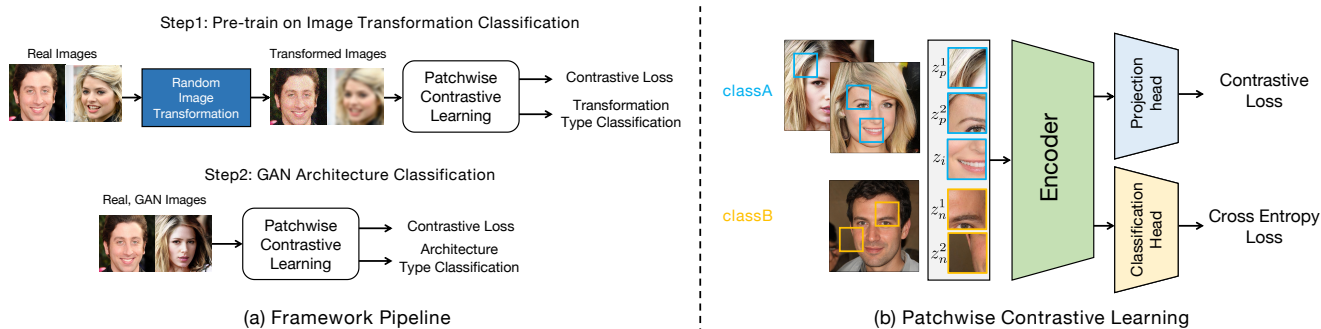 Step1: Pre-train on Image Transformation Classification
Real Images
Transformed Images
Random
Image
Transformation
Patchwise
Contrastive
Learning
Contrastive Loss
Transformation
Type Classification
Step2: GAN Architecture Classification
Real, GAN Images
Patchwise
Contrastive
Learning
Contrastive Loss
Architecture
Type Classification
(a) Framework Pipeline
classA
classB
$z_p^1$
$z_p^2$
$z_i$
$z_n^1$
$z_n^2$
Encoder
Projection
head
Contrastive
Loss
Classification
Head
Cross Entropy
Loss
(b) Patchwise Contrastive Learning